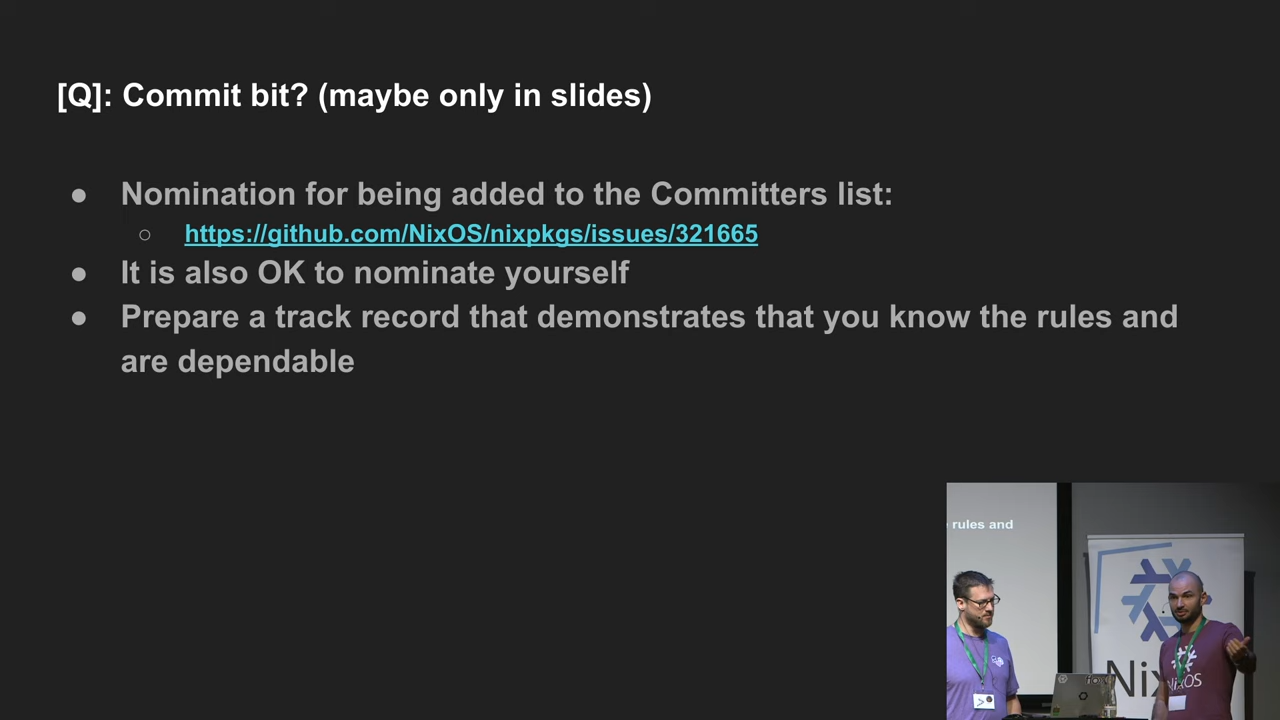 [Q]: Commit bit? (maybe only in slides)
● Nomination for being added to the Committers list:
○ https://github.com/NixOS/nixpkgs/issues/321665
● It is also OK to nominate yourself
● Prepare a track record that demonstrates that you know the rules and
are dependable
rules and
Nix
NixOS